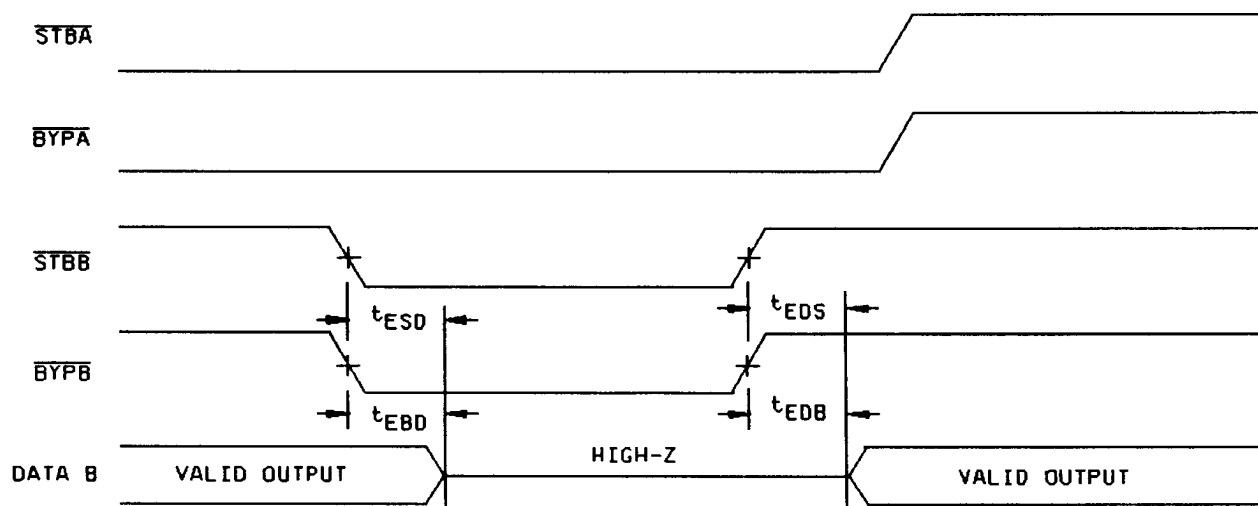 STBA
BYPA
STBB
tESD
tEDS
BYPB
tEBD
tEDB
DATA B
VALID OUTPUT
HIGH-Z
VALID OUTPUT